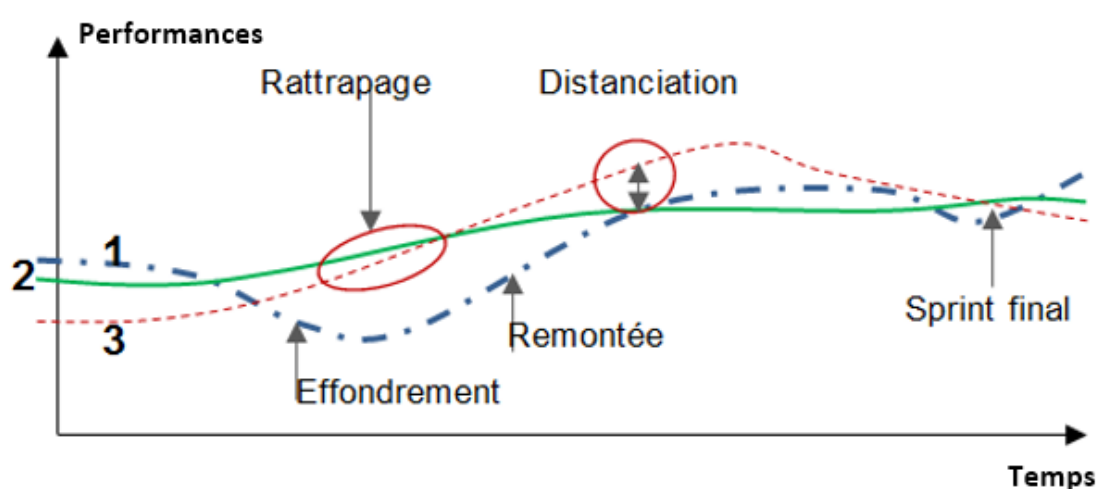 Performances
Rattrapage
Distanciation
1
2
3
Sprint final
Remontée
Effondrement
Temps